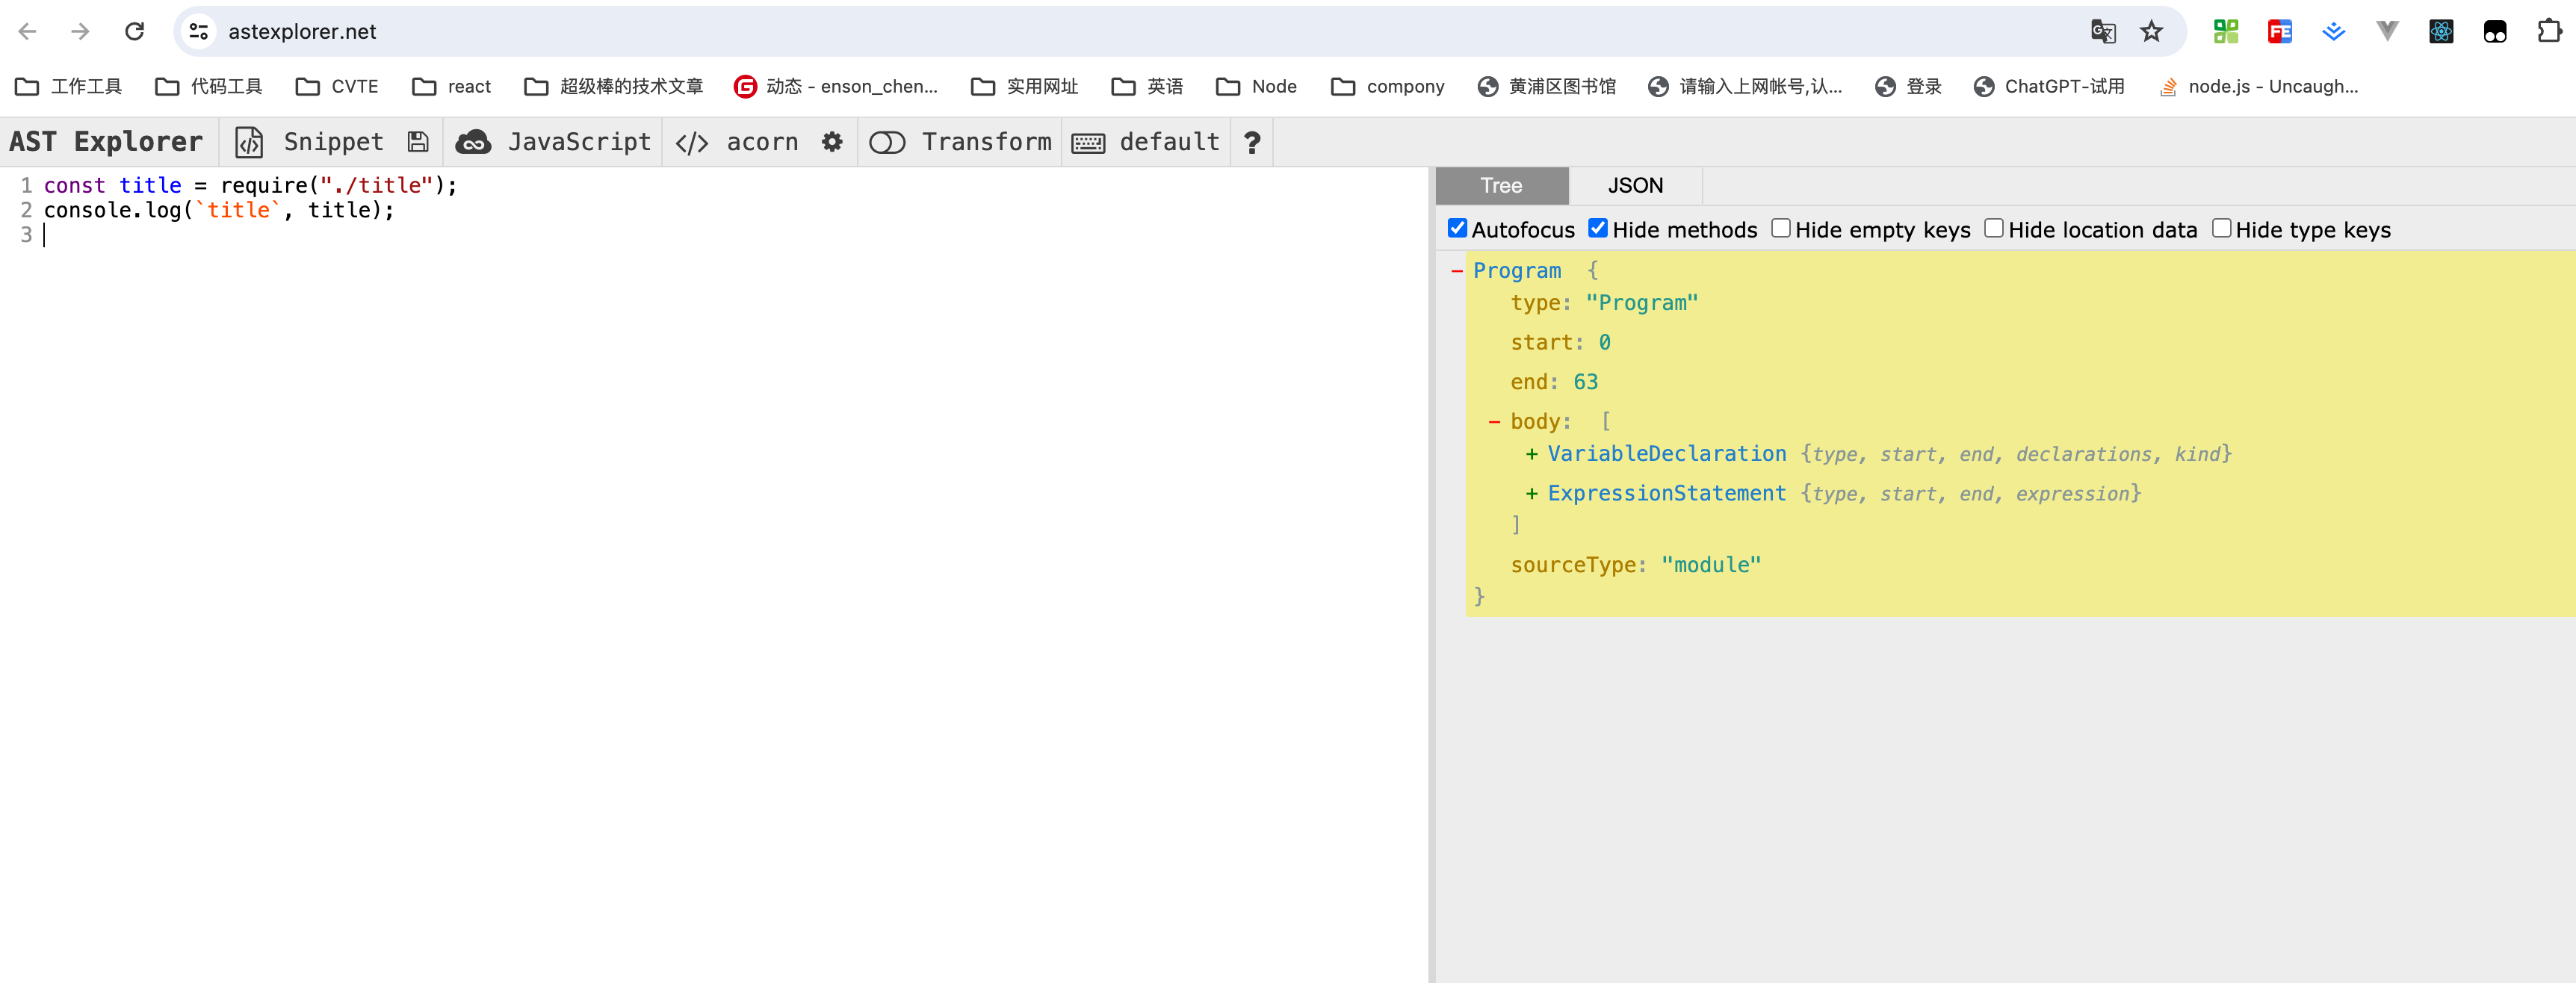 astexplorer.net
工作工具 代码工具 CVTE react 超级棒的技术文章 动态 - enson_chen... 实用网址 英语 Node compony 黄浦区图书馆 请输入上网帐号,认... 登录 ChatGPT-试用 node.js - Uncaugh...
AST Explorer Snippet JavaScript </> acorn Transform default ?
1 const title = require("./title");
2 console.log(`title`, title);
3
Tree JSON
Autofocus Hide methods Hide empty keys Hide location data Hide type keys
- Program {
type: "Program"
start: 0
end: 63
- body: [
+ VariableDeclaration {type, start, end, declarations, kind}
+ ExpressionStatement {type, start, end, expression}
]
sourceType: "module"
}